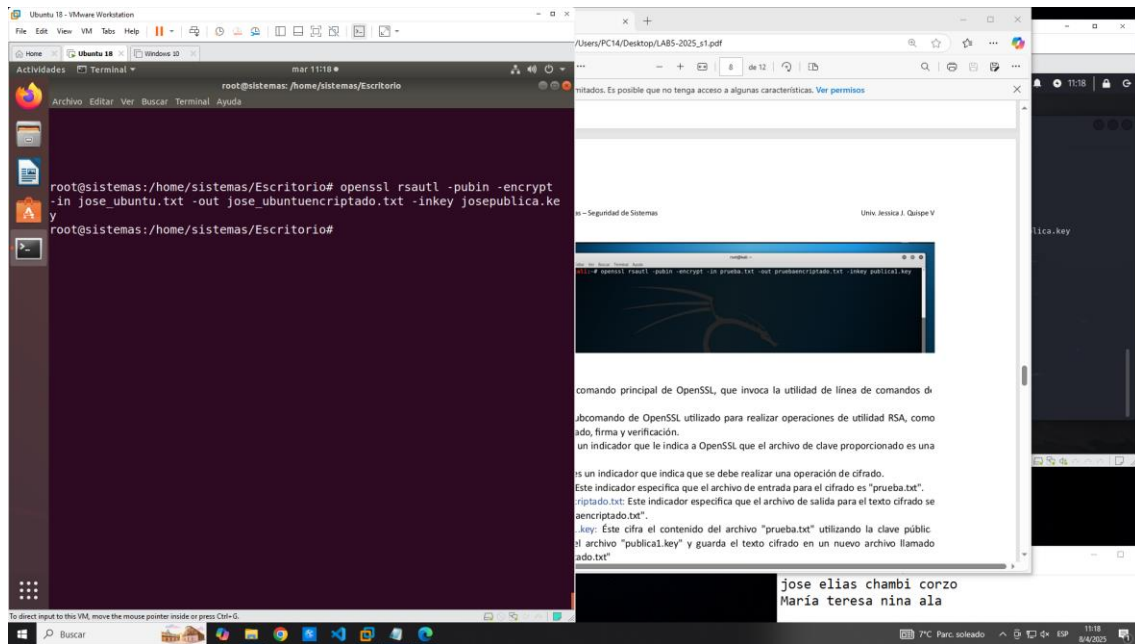 Ubuntu 18 - VMware Workstation
File Edit View VM Tabs Help
Home Ubuntu 18 Windows 10
Actividades Terminal mar 11:18
root@sistemas: /home/sistemas/Escritorio
Archivo Editar Ver Buscar Terminal Ayuda
root@sistemas:/home/sistemas/Escritorio# openssl rsautl -pubin -encrypt
-in jose_ubuntu.txt -out jose_ubuntuencriptado.txt -inkey josepublica.ke
y
root@sistemas:/home/sistemas/Escritorio#
To direct input to this VM, move the mouse pointer inside or press Ctrl+G.
/Users/PC14/Desktop/LAB5-2025_s1.pdf
8 de 12
mitados. Es posible que no tenga acceso a algunas características. Ver permisos
as – Seguridad de Sistemas Univ. Jessica J. Quispe V
:~# openssl rsautl -pubin -encrypt -in prueba.txt -out pruebaencriptado.txt -inkey publica1.key
comando principal de OpenSSL, que invoca la utilidad de línea de comandos de
ubcomando de OpenSSL utilizado para realizar operaciones de utilidad RSA, como
ado, firma y verificación.
un indicador que le indica a OpenSSL que el archivo de clave proporcionado es una
es un indicador que indica que se debe realizar una operación de cifrado.
Este indicador especifica que el archivo de entrada para el cifrado es "prueba.txt".
criptado.txt: Este indicador especifica que el archivo de salida para el texto cifrado se
aencriptado.txt".
.key: Éste cifra el contenido del archivo "prueba.txt" utilizando la clave públic
el archivo "publica1.key" y guarda el texto cifrado en un nuevo archivo llamado
tado.txt"
11:18
lica.key
jose elias chambi corzo
María teresa nina ala
Buscar
7°C Parc. soleado ESP 11:18
8/4/2025